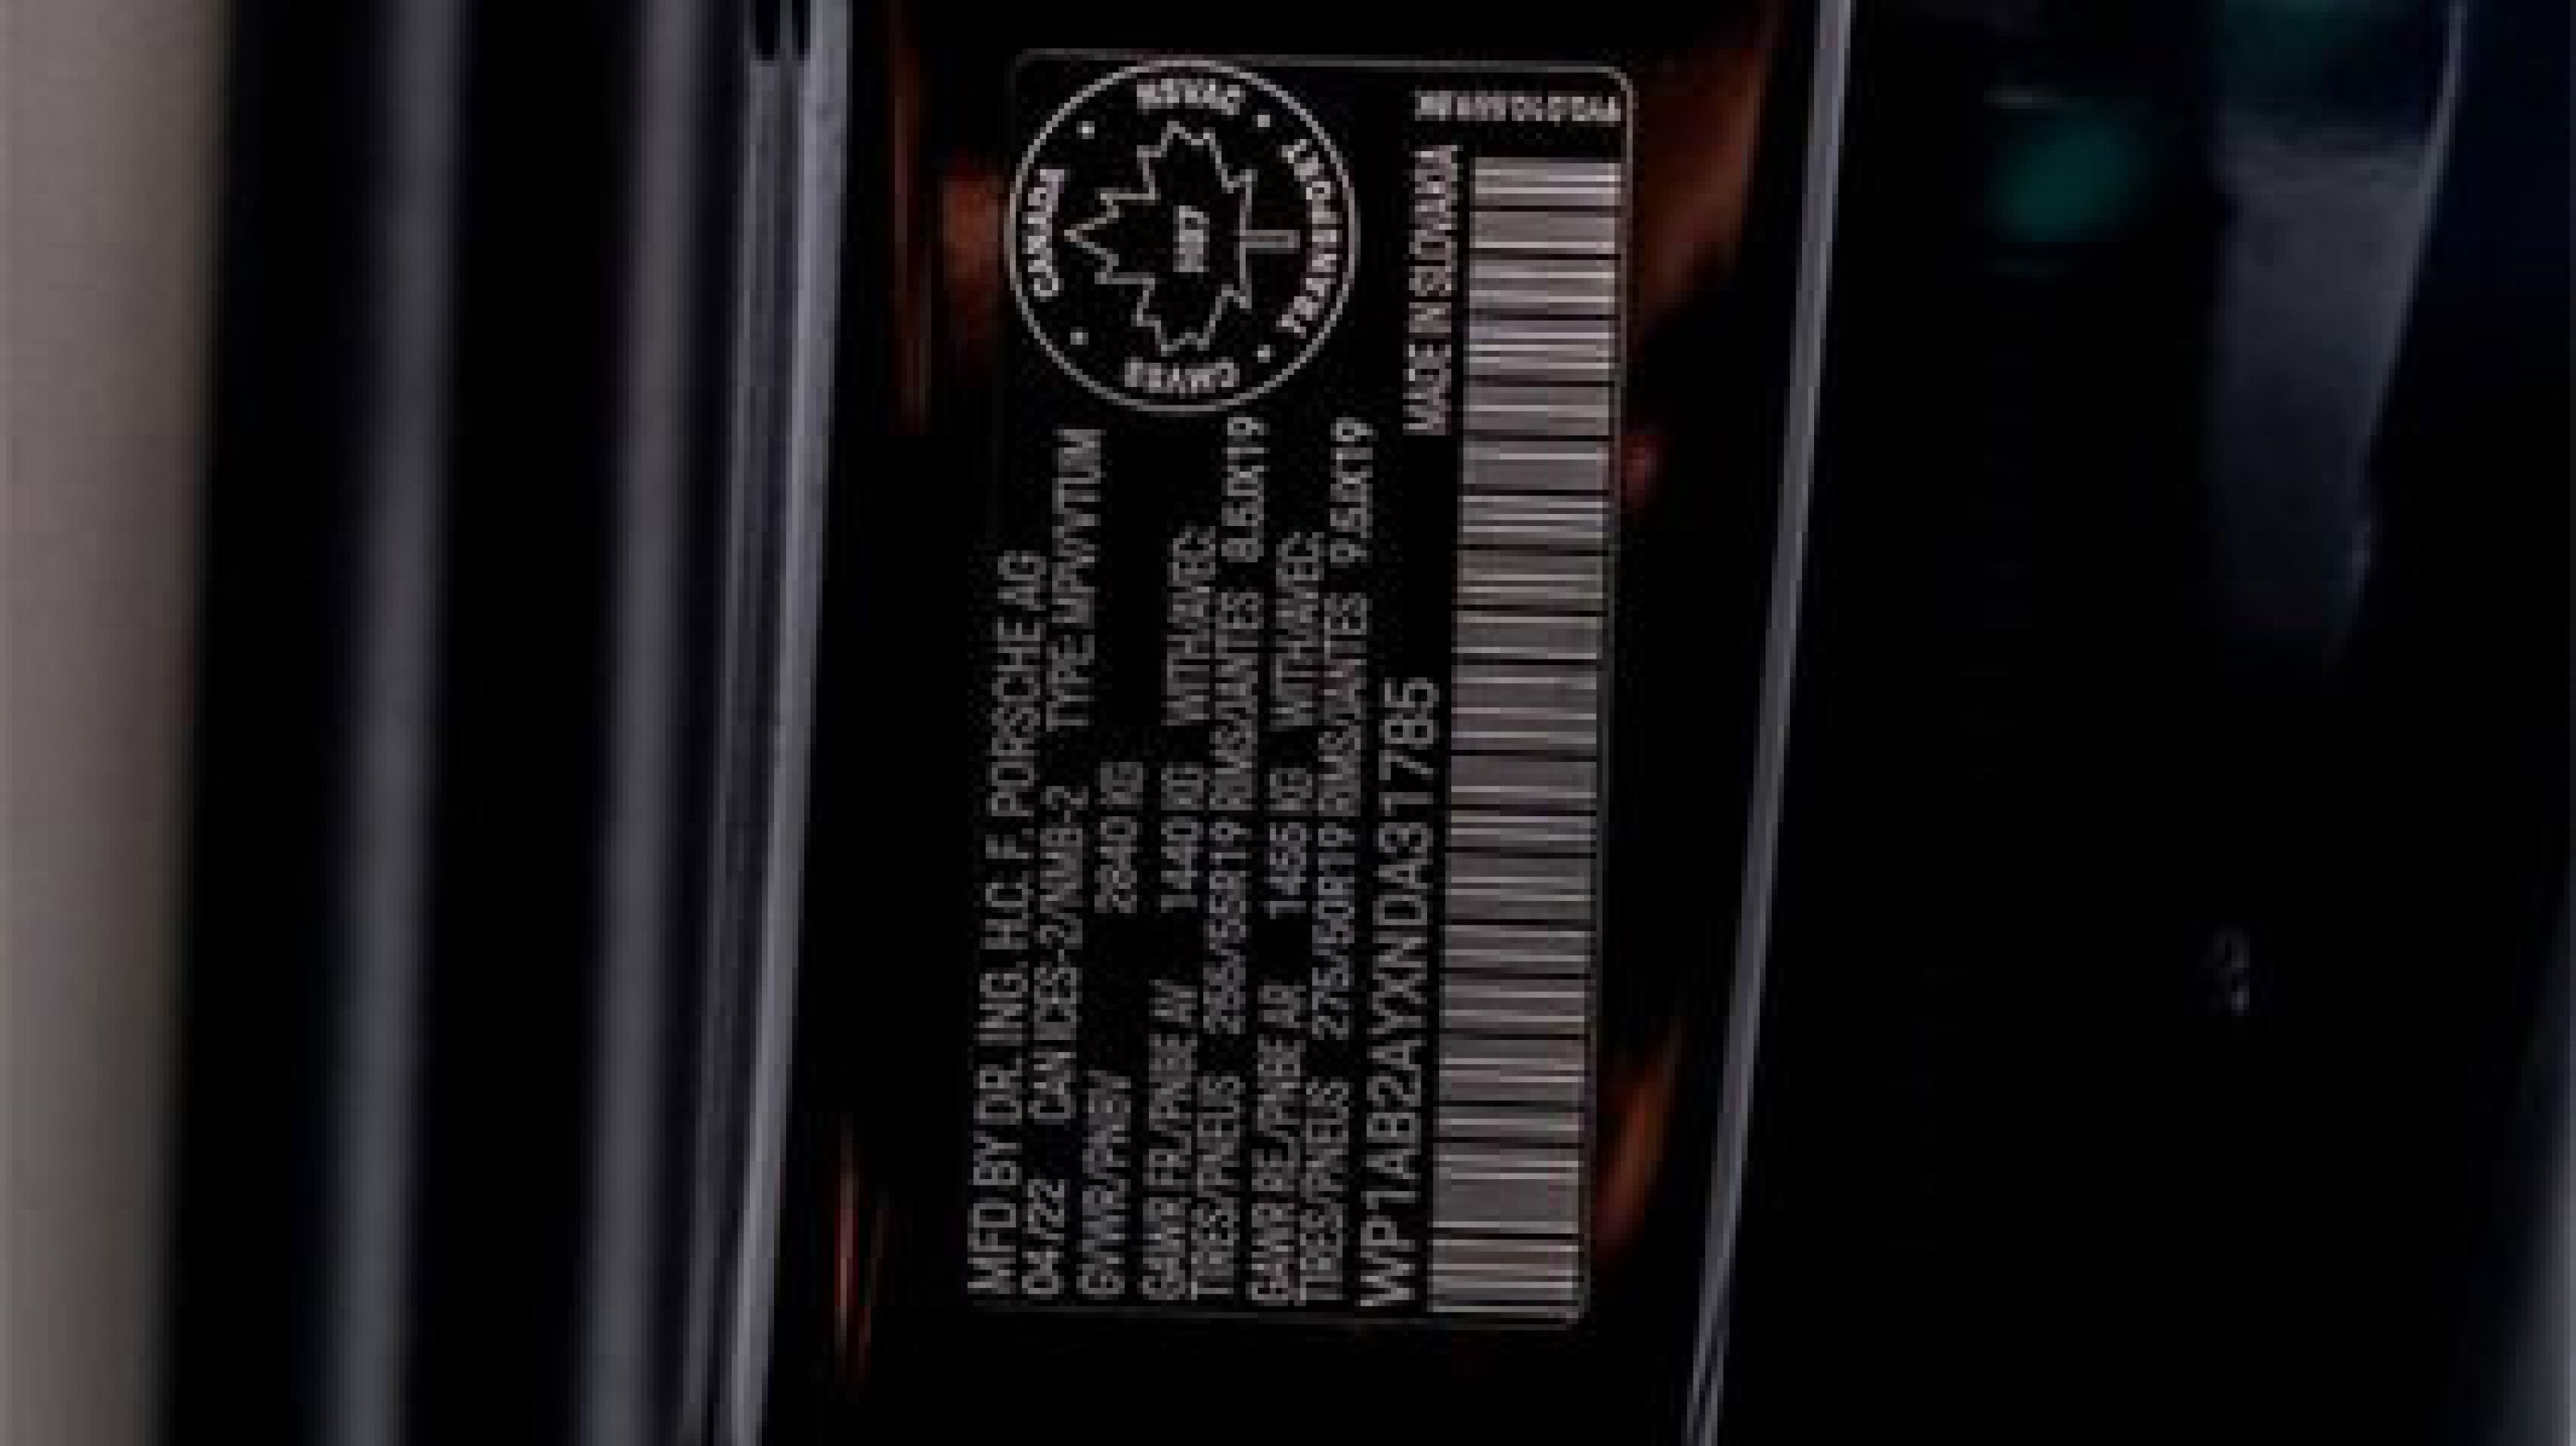 MFD BY DR. ING. H.C. F. PORSCHE AG
04/22 CAN ICES-2/NMB-2 TYPE: MPV/VTUM
GVWR/PNBV 2840 KG
GAWR FR./PNBE AV 1440 KG WITH/AVEC:
TIRES/PNEUS 255/55R19 RIMS/JANTES 8.5JX19
GAWR RE./PNBE AR 1455 KG WITH/AVEC:
TIRES/PNEUS 275/50R19 RIMS/JANTES 9.5JX19
WP1AB2AYXNDA31785
MADE IN SLOVAKIA
CANADA
NSVAC
TRANSPORT
CMVSS